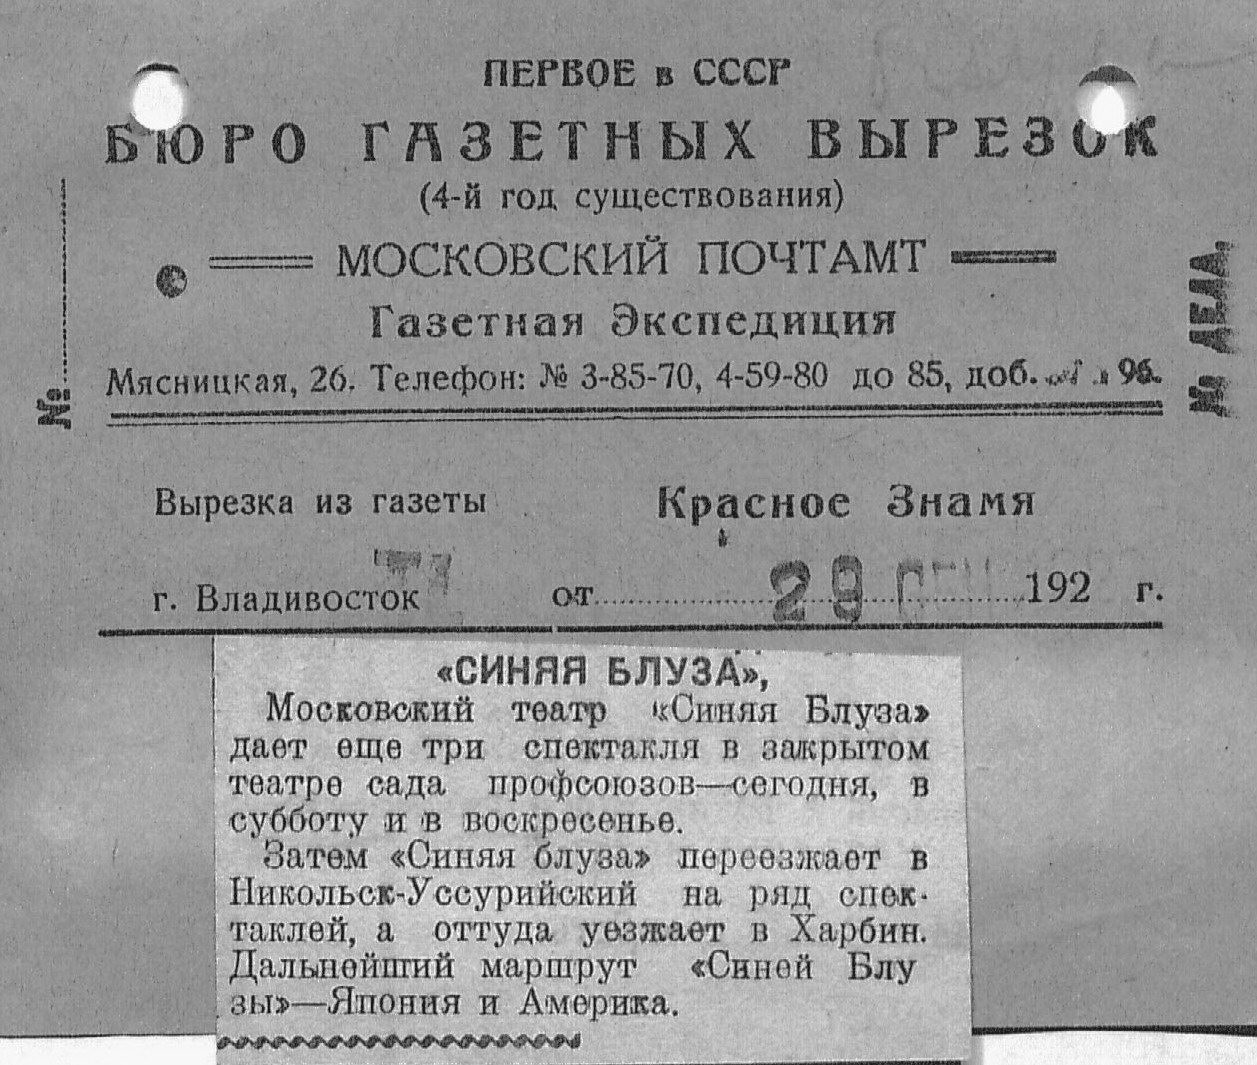 ПЕРВОЕ в СССР
БЮРО ГАЗЕТНЫХ ВЫРЕЗОК
(4-й год существования)
МОСКОВСКИЙ ПОЧТАМТ
Газетная Экспедиция
Мясницкая, 26. Телефон: № 3-85-70, 4-59-80 до 85, доб. 96.
№
№ ДЕЛА
Вырезка из газеты Красное Знамя
г. Владивосток от 29 СЕН 192 г.
«СИНЯЯ БЛУЗА»,
Московский театр «Синяя Блуза»
дает еще три спектакля в закрытом
театре сада профсоюзов—сегодня, в
субботу и в воскресенье.
Затем «Синяя блуза» переезжает в
Никольск-Уссурийский на ряд спек-
таклей, а оттуда уезжает в Харбин.
Дальнейший маршрут «Синей Блу
зы»—Япония и Америка.